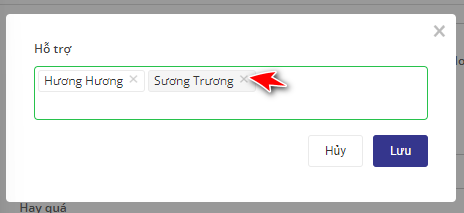 Hỗ trợ
Hương Hương × Sương Trương ×
Hủy Lưu
Hay quá